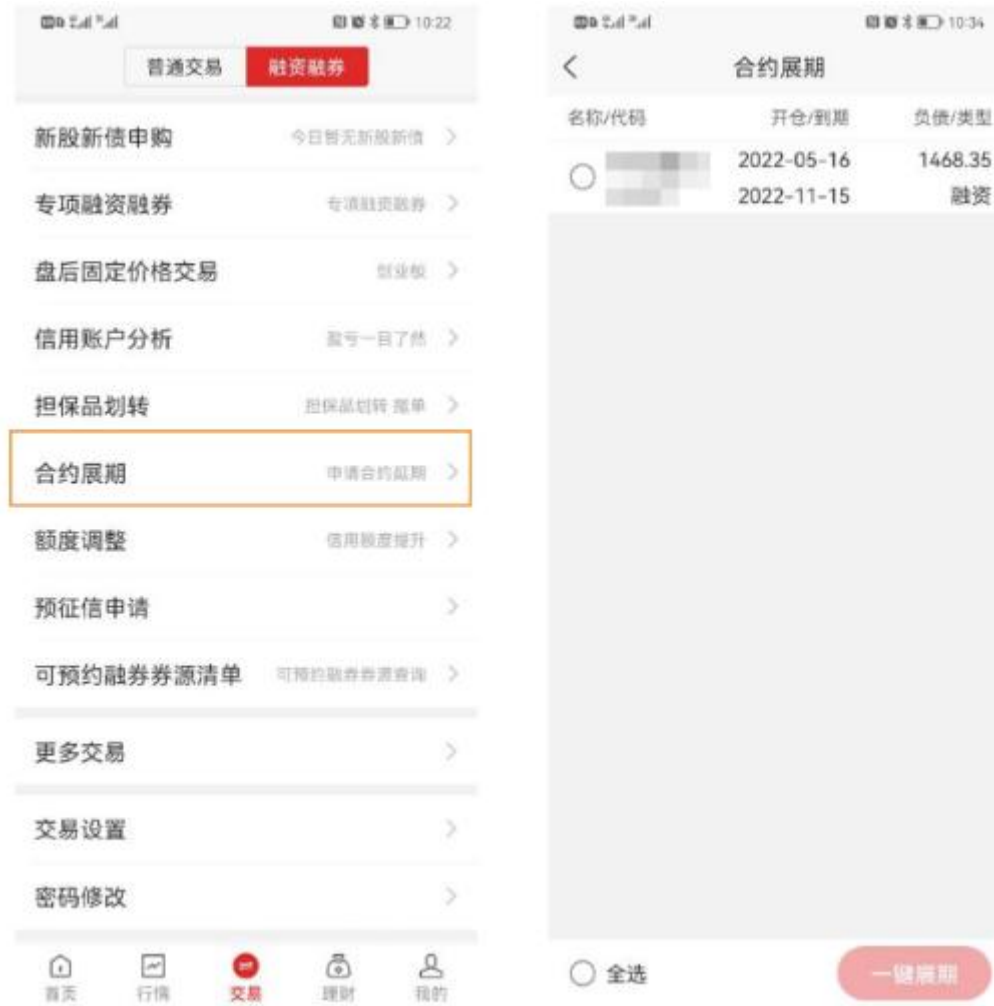 10:22
普通交易 融资融券
新股新债申购 今日暂无新股新债
专项融资融券 专项融资融券
盘后固定价格交易 创业板
信用账户分析 盈亏一目了然
担保品划转 担保品划转 撤单
合约展期 申请合约延期
额度调整 信用额度提升
预征信申请
可预约融券券源清单 可预约融券券源查询
更多交易
交易设置
密码修改
首页 行情 交易 理财 我的
10:34
合约展期
名称/代码 开仓/到期 负债/类型
2022-05-16 1468.35
2022-11-15 融资
全选 一键展期